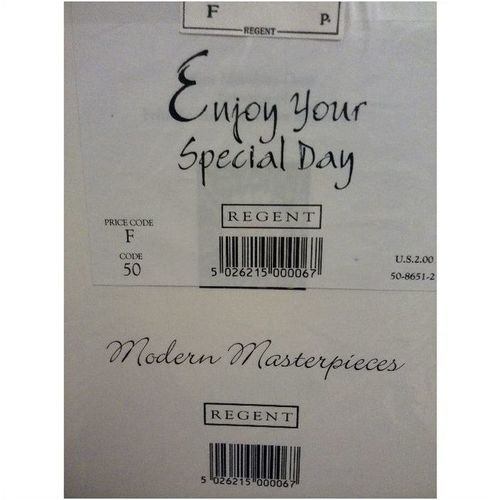 F P.
REGENT
Enjoy Your
Special Day
REGENT
PRICE CODE
F
CODE
50
5 026215 000067
U.S.2.00
50-8651-2
Modern Masterpieces
REGENT
5 026215 000067